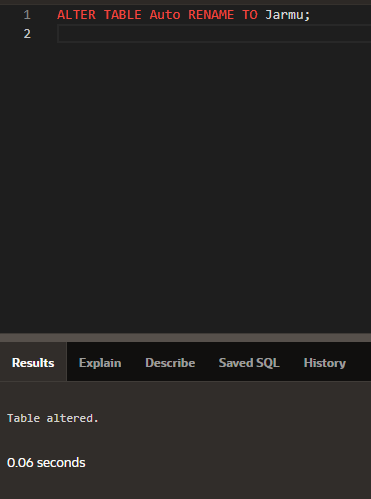 1 ALTER TABLE Auto RENAME TO Jarmu;
2
Results Explain Describe Saved SQL History
Table altered.
0.06 seconds